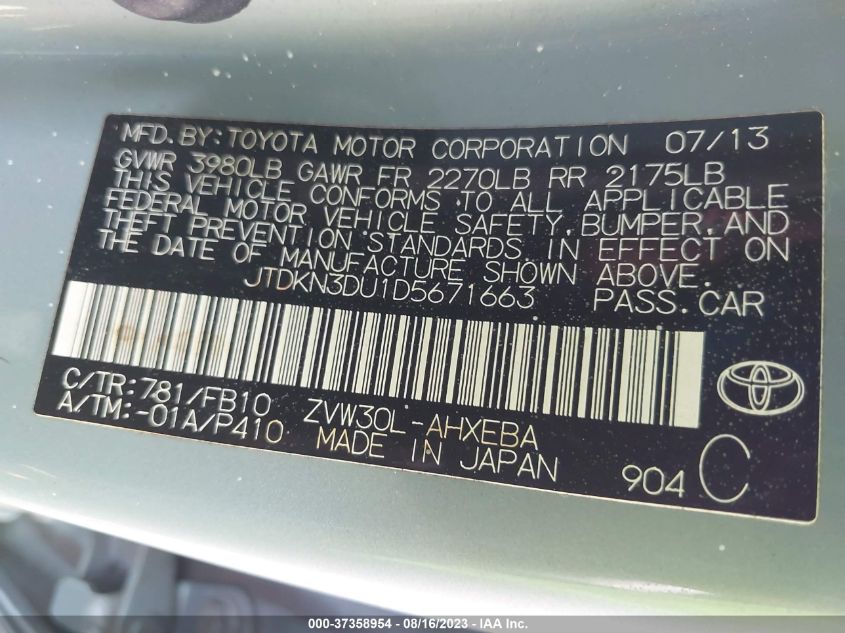 MFD.BY:TOYOTA MOTOR CORPORATION 07/13
GVWR 3980LB GAWR FR 2270LB RR 2175LB
THIS VEHICLE CONFORMS TO ALL APPLICABLE
FEDERAL MOTOR VEHICLE SAFETY,BUMPER,AND
THEFT PREVENTION STANDARDS IN EFFECT ON
THE DATE OF MANUFACTURE SHOWN ABOVE.
JTDKN3DU1D5671663 PASS.CAR
C/TR:781/FB10 ZVW30L-AHXEBA
A/TM:-01A/P410 MADE IN JAPAN
904 C
000-37358954 - 08/16/2023 - IAA Inc.